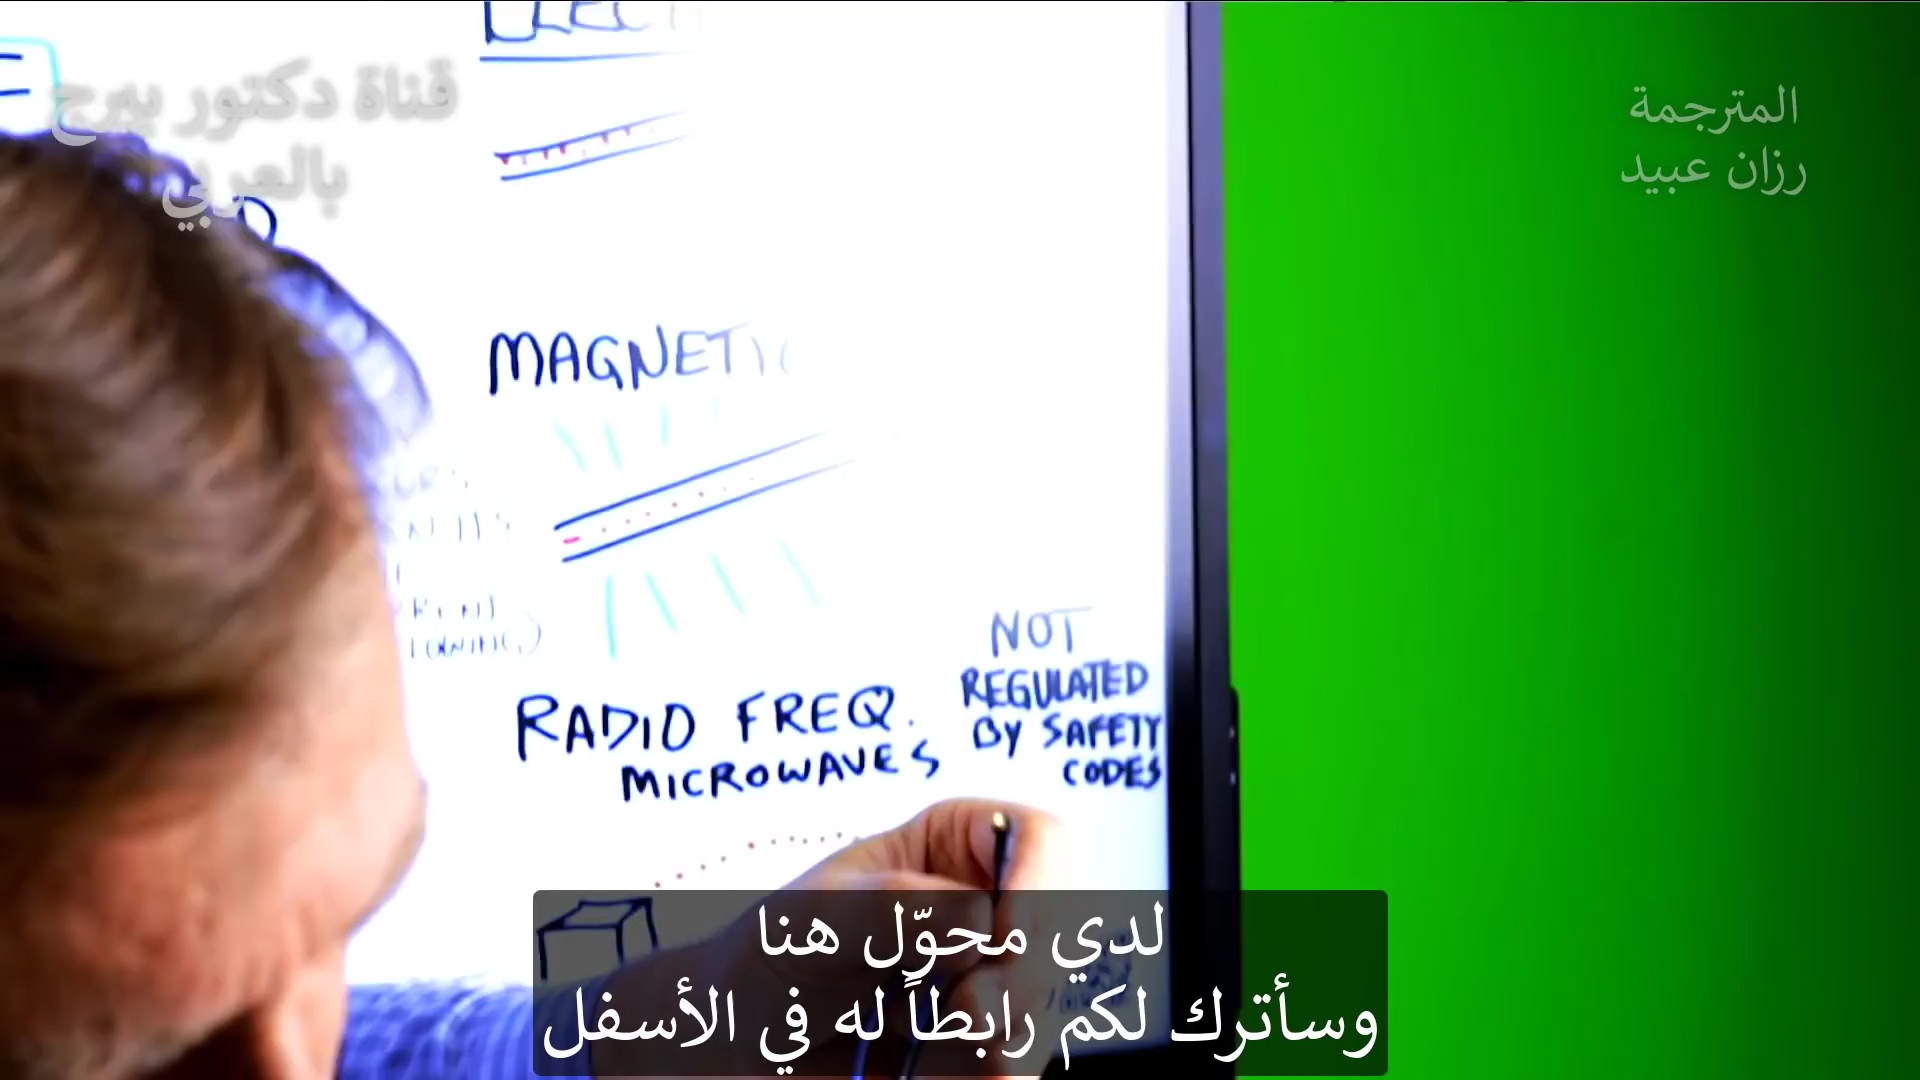 قناة دكتور بيرج
بالعربي
المترجمة
رزان عبيد
MAGNETIC
RADIO FREQ.
MICROWAVES
NOT
REGULATED
BY SAFETY
CODES
لدي محوّل هنا
وسأترك لكم رابطاً له في الأسفل